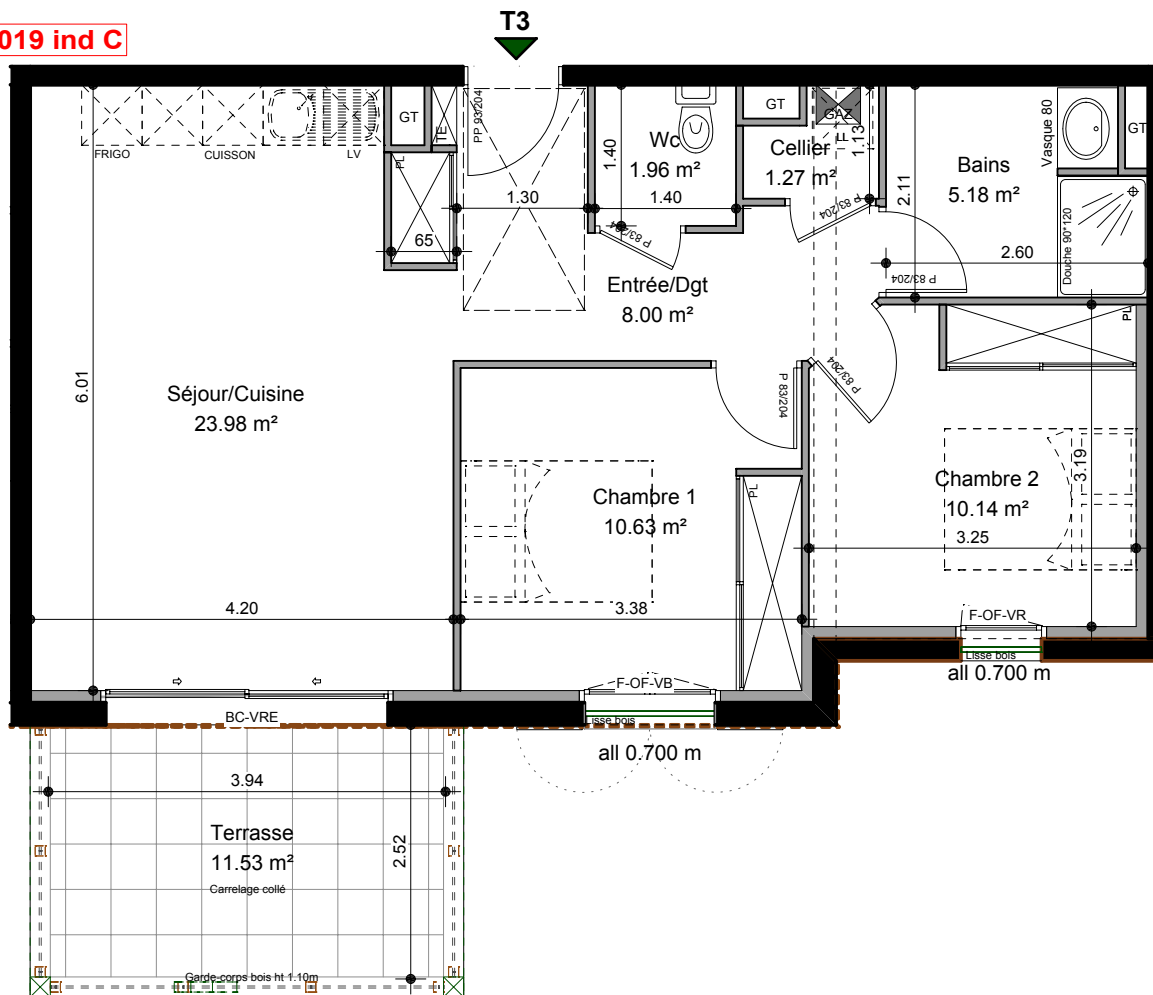 019 ind C
T3
FRIGO
CUISSON
LV
GT
TE
PL
65
PP 93/204
1.30
1.40
Wc
1.96 m²
1.40
P 83/204
GT
GAZ
LL
1.13
Cellier
1.27 m²
P 83/204
Bains
5.18 m²
2.11
2.60
P 83/204
Vasque 80
GT
Douche 90*120
Entrée/Dgt
8.00 m²
Séjour/Cuisine
23.98 m²
6.01
4.20
P 83/204
P 83/204
PL
Chambre 1
10.63 m²
PL
3.38
Chambre 2
10.14 m²
3.19
3.25
F-OF-VR
Lisse bois
all 0.700 m
F-OF-VB
Lisse bois
all 0.700 m
BC-VRE
3.94
2.52
Terrasse
11.53 m²
Carrelage collé
Garde-corps bois ht 1.10m